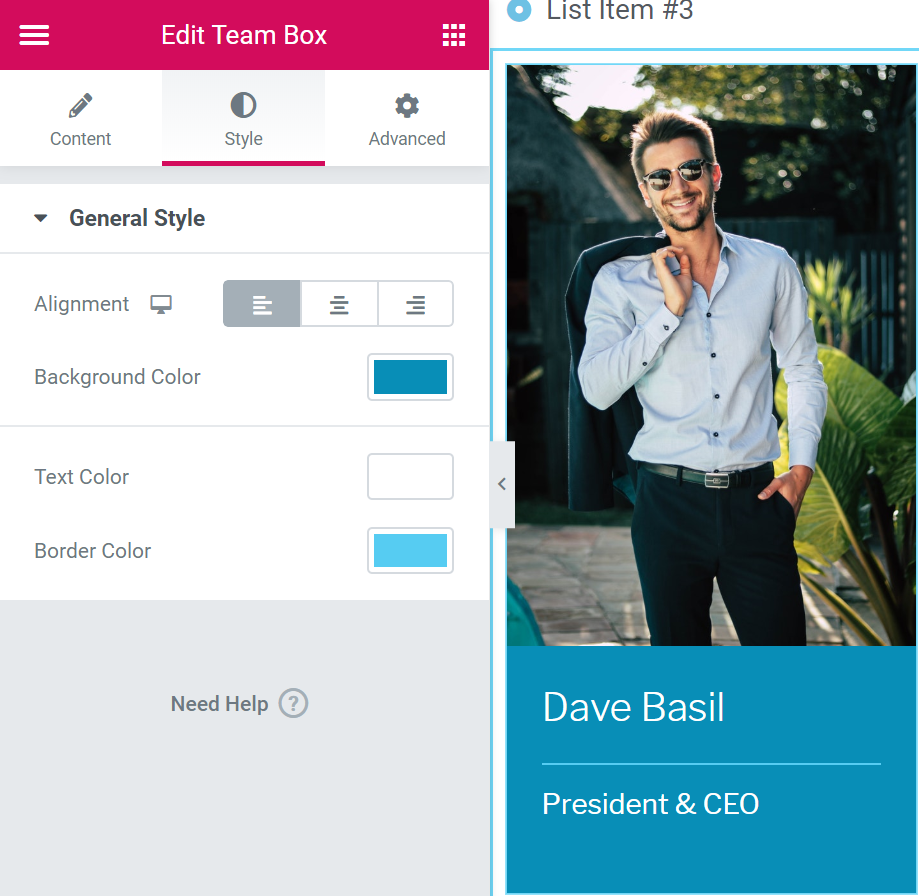 Edit Team Box
Content
Style
Advanced
General Style
Alignment
Background Color
Text Color
Border Color
Need Help ?
List Item #3
Dave Basil
President & CEO